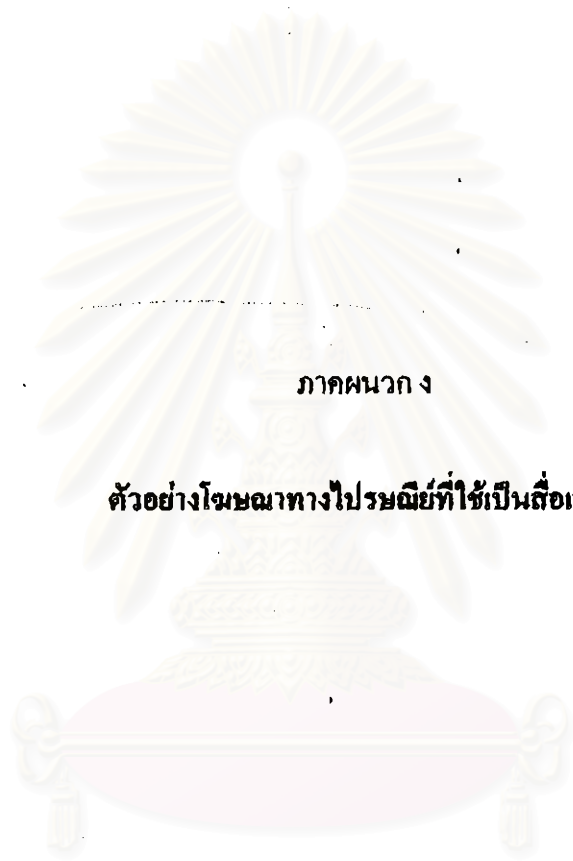 ภาคผนวก ง
ตัวอย่างโฆษณาทางไปรษณีย์ที่ใช้เป็นสื่อ